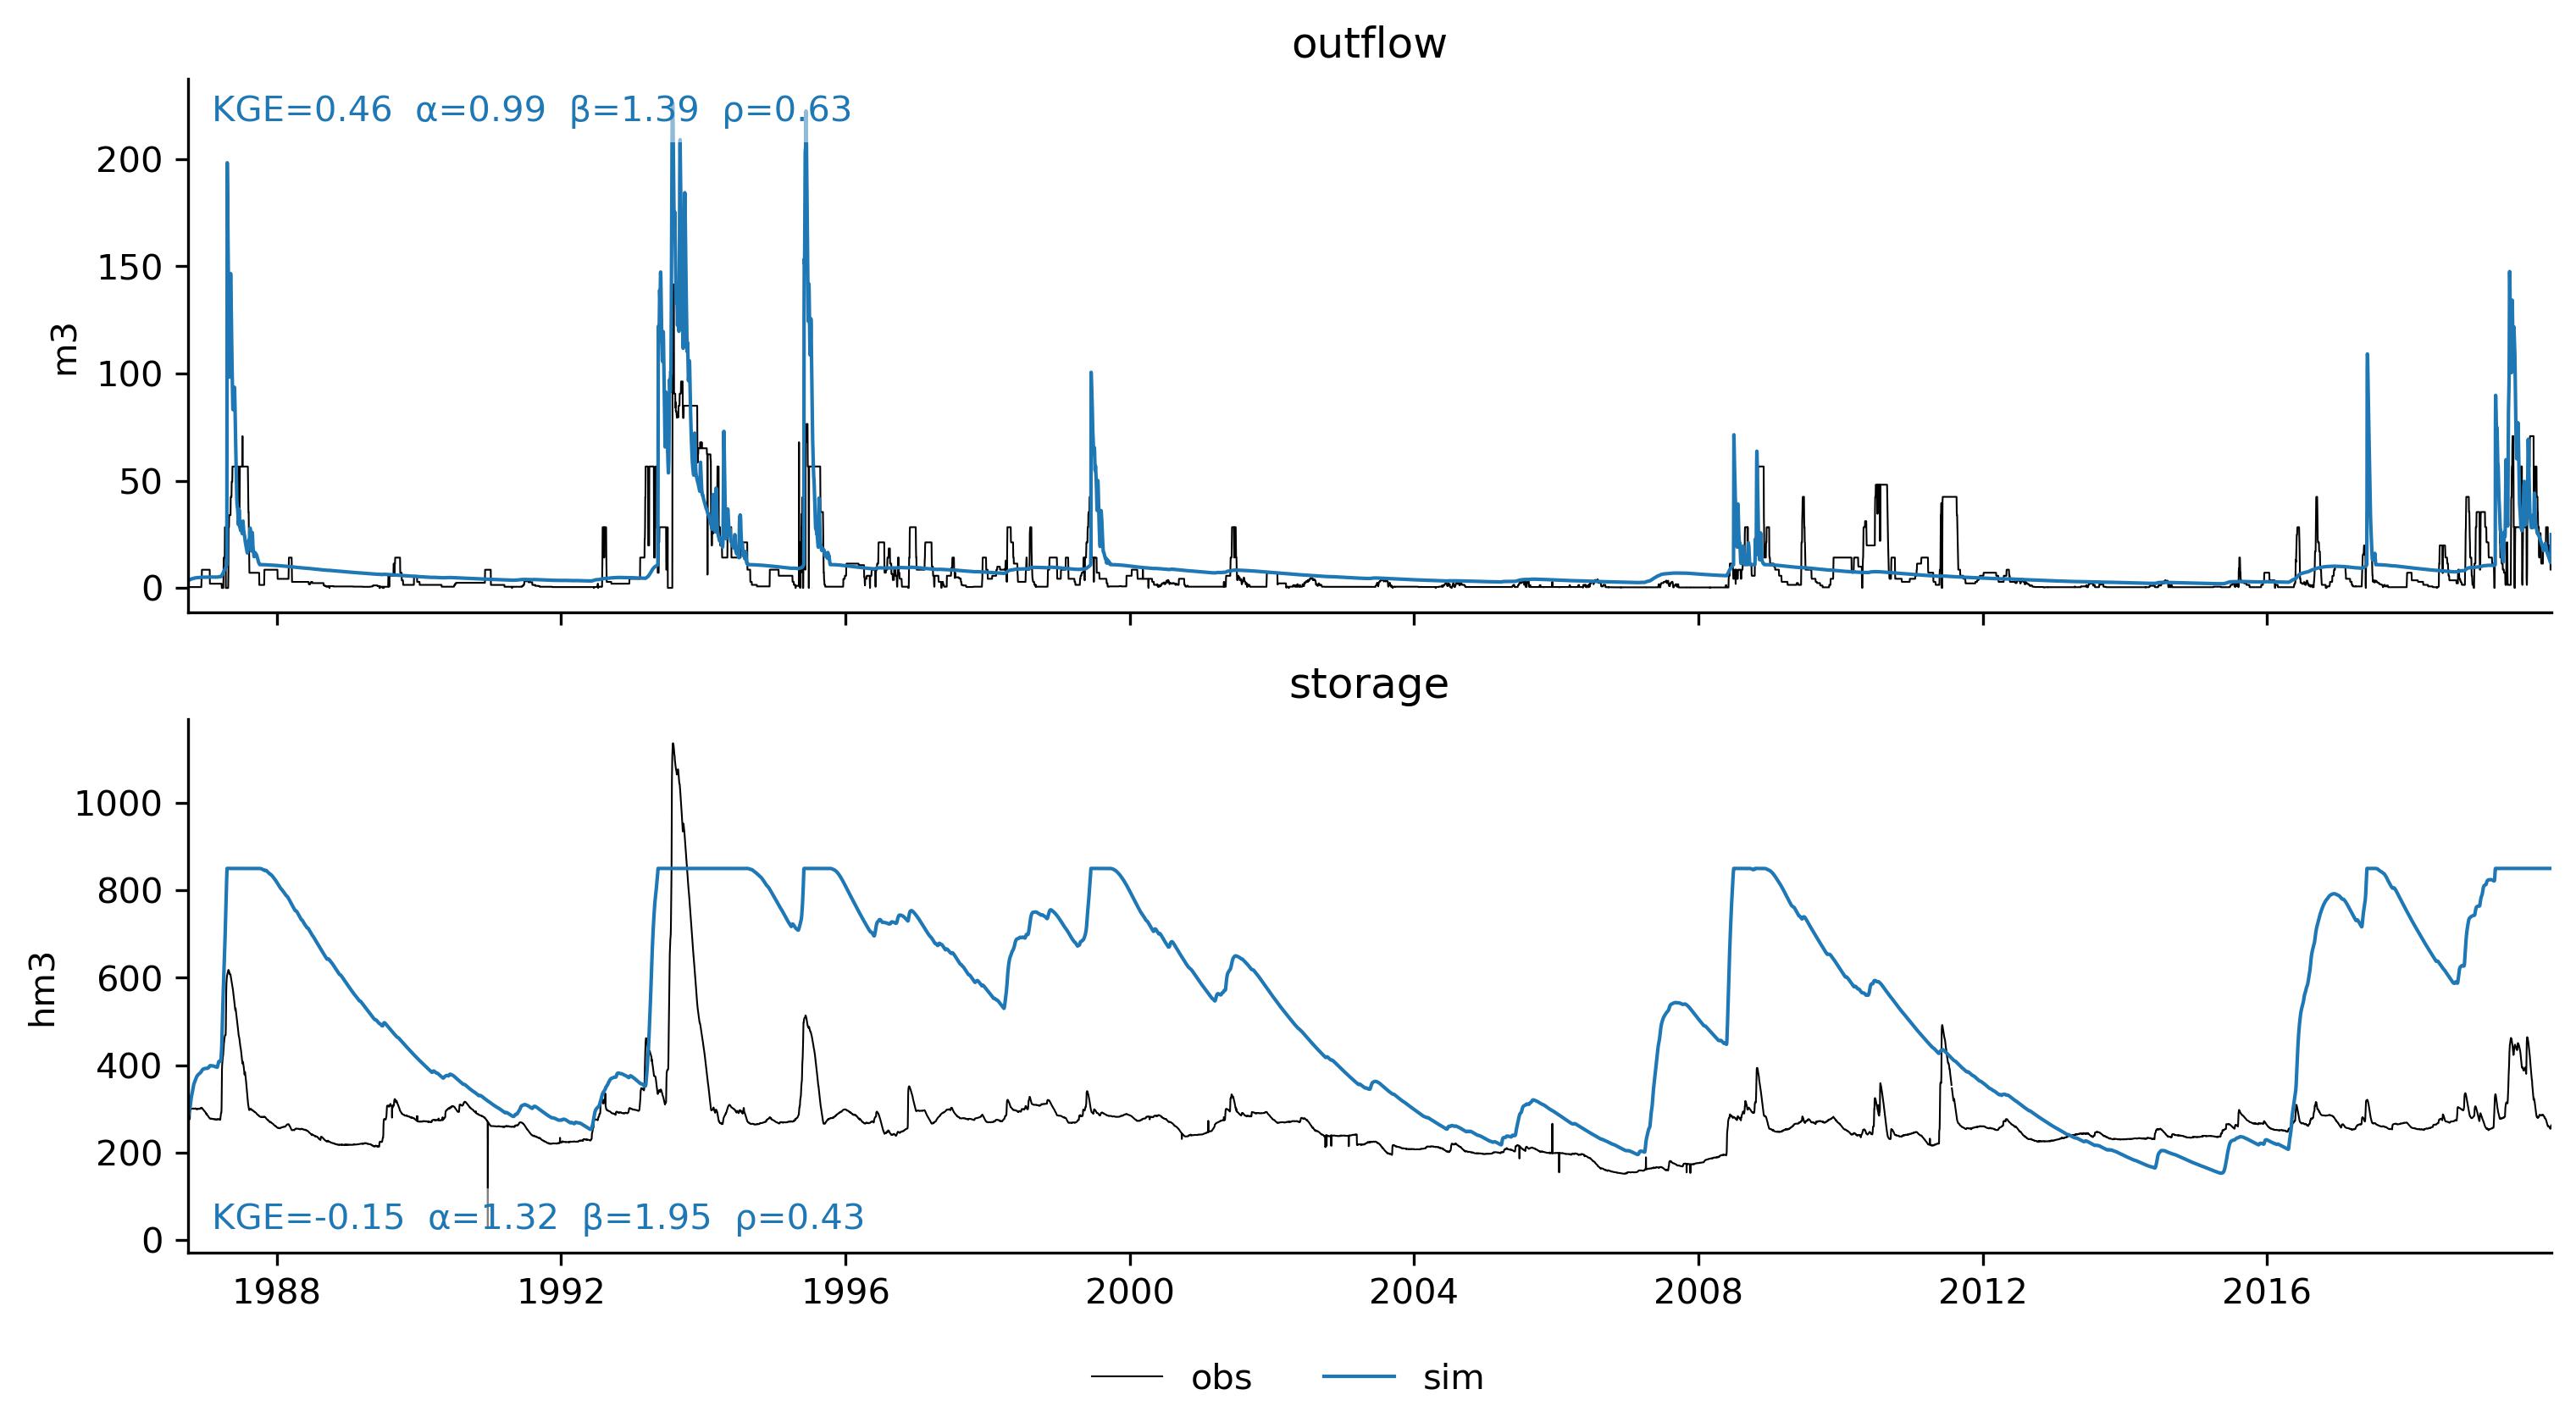 outflow
KGE=0.46 α=0.99 β=1.39 ρ=0.63
m3
200
150
100
50
0
storage
hm3
1000
800
600
400
200
0
KGE=-0.15 α=1.32 β=1.95 ρ=0.43
1988 1992 1996 2000 2004 2008 2012 2016
obs sim